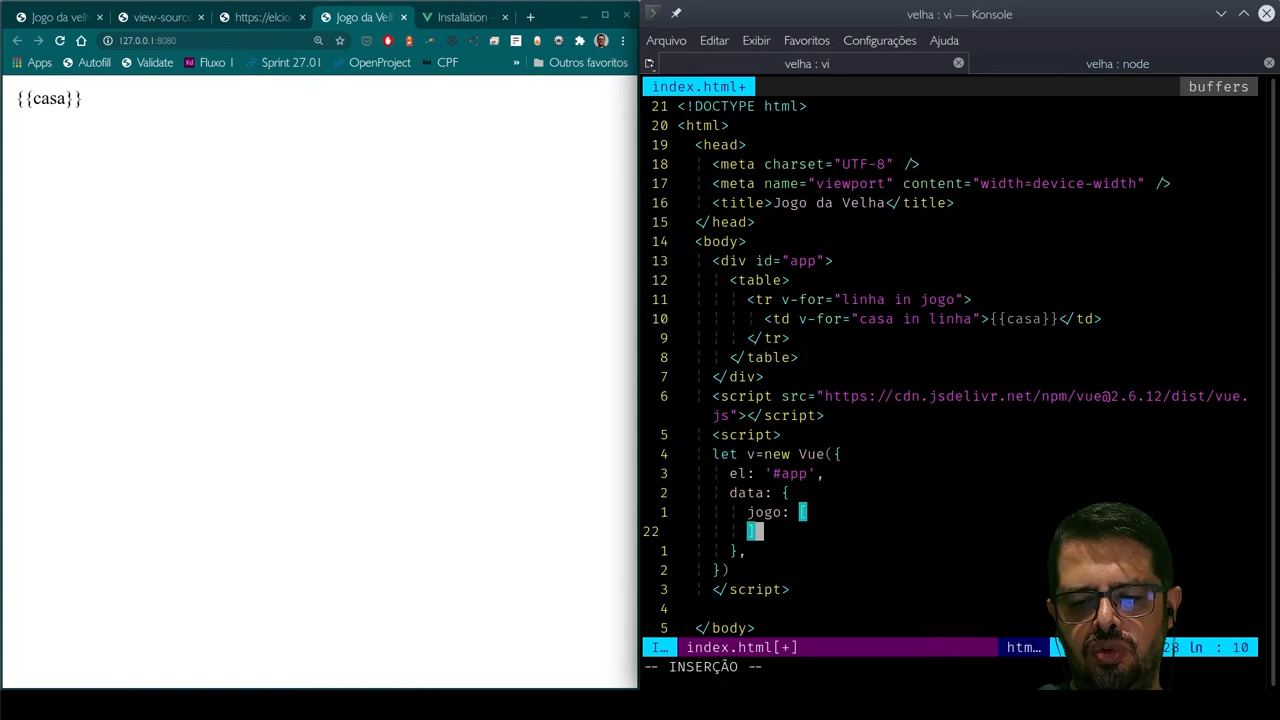 Jogo da velh
view-source
https://elcio
Jogo da Vel
Installation -
127.0.0.1:8080
Apps
Autofill
Validate
Fluxo I
Sprint 27.01
OpenProject
CPF
»
Outros favoritos
{{casa}}
velha : vi — Konsole
Arquivo Editar Exibir Favoritos Configurações Ajuda
velha : vi
velha : node
index.html+ buffers
21 <!DOCTYPE html>
20 <html>
19 <head>
18 <meta charset="UTF-8" />
17 <meta name="viewport" content="width=device-width" />
16 <title>Jogo da Velha</title>
15 </head>
14 <body>
13 <div id="app">
12 <table>
11 <tr v-for="linha in jogo">
10 <td v-for="casa in linha">{{casa}}</td>
9 </tr>
8 </table>
7 </div>
6 <script src="https://cdn.jsdelivr.net/npm/vue@2.6.12/dist/vue.
js"></script>
5 <script>
4 let v=new Vue({
3 el: '#app',
2 data: {
1 jogo: [
22 ]
1 },
2 })
3 </script>
4
5 </body>
I… index.html[+] htm… ln : 10
-- INSERÇÃO --